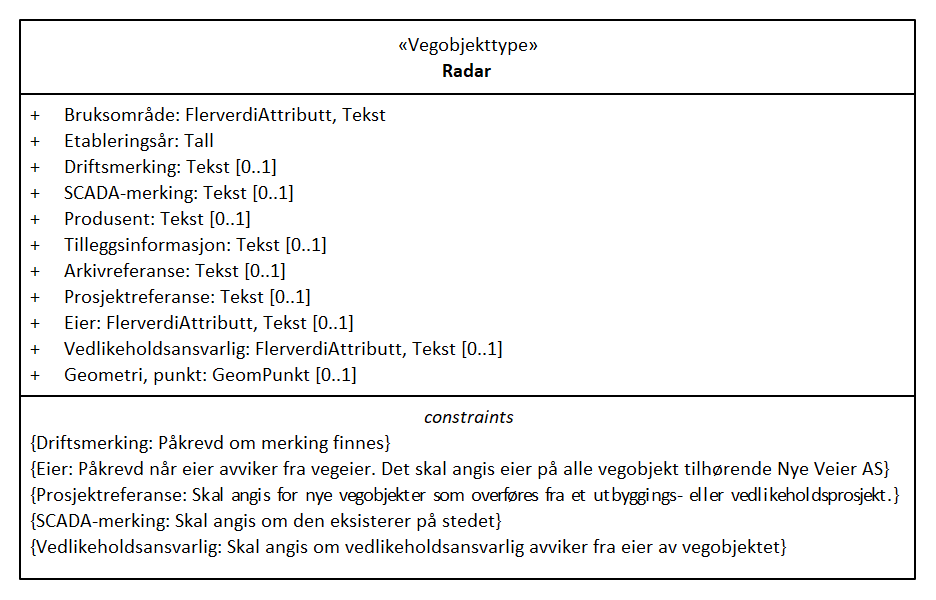 «Vegobjekttype»
Radar
+ Bruksområde: FlerverdiAttributt, Tekst
+ Etableringsår: Tall
+ Driftsmerking: Tekst [0..1]
+ SCADA-merking: Tekst [0..1]
+ Produsent: Tekst [0..1]
+ Tilleggsinformasjon: Tekst [0..1]
+ Arkivreferanse: Tekst [0..1]
+ Prosjektreferanse: Tekst [0..1]
+ Eier: FlerverdiAttributt, Tekst [0..1]
+ Vedlikeholdsansvarlig: FlerverdiAttributt, Tekst [0..1]
+ Geometri, punkt: GeomPunkt [0..1]
constraints
{Driftsmerking: Påkrevd om merking finnes}
{Eier: Påkrevd når eier avviker fra vegeier. Det skal angis eier på alle vegobjekt tilhørende Nye Veier AS}
{Prosjektreferanse: Skal angis for nye vegobjekter som overføres fra et utbyggings- eller vedlikeholdsprosjekt.}
{SCADA-merking: Skal angis om den eksisterer på stedet}
{Vedlikeholdsansvarlig: Skal angis om vedlikeholdsansvarlig avviker fra eier av vegobjektet}